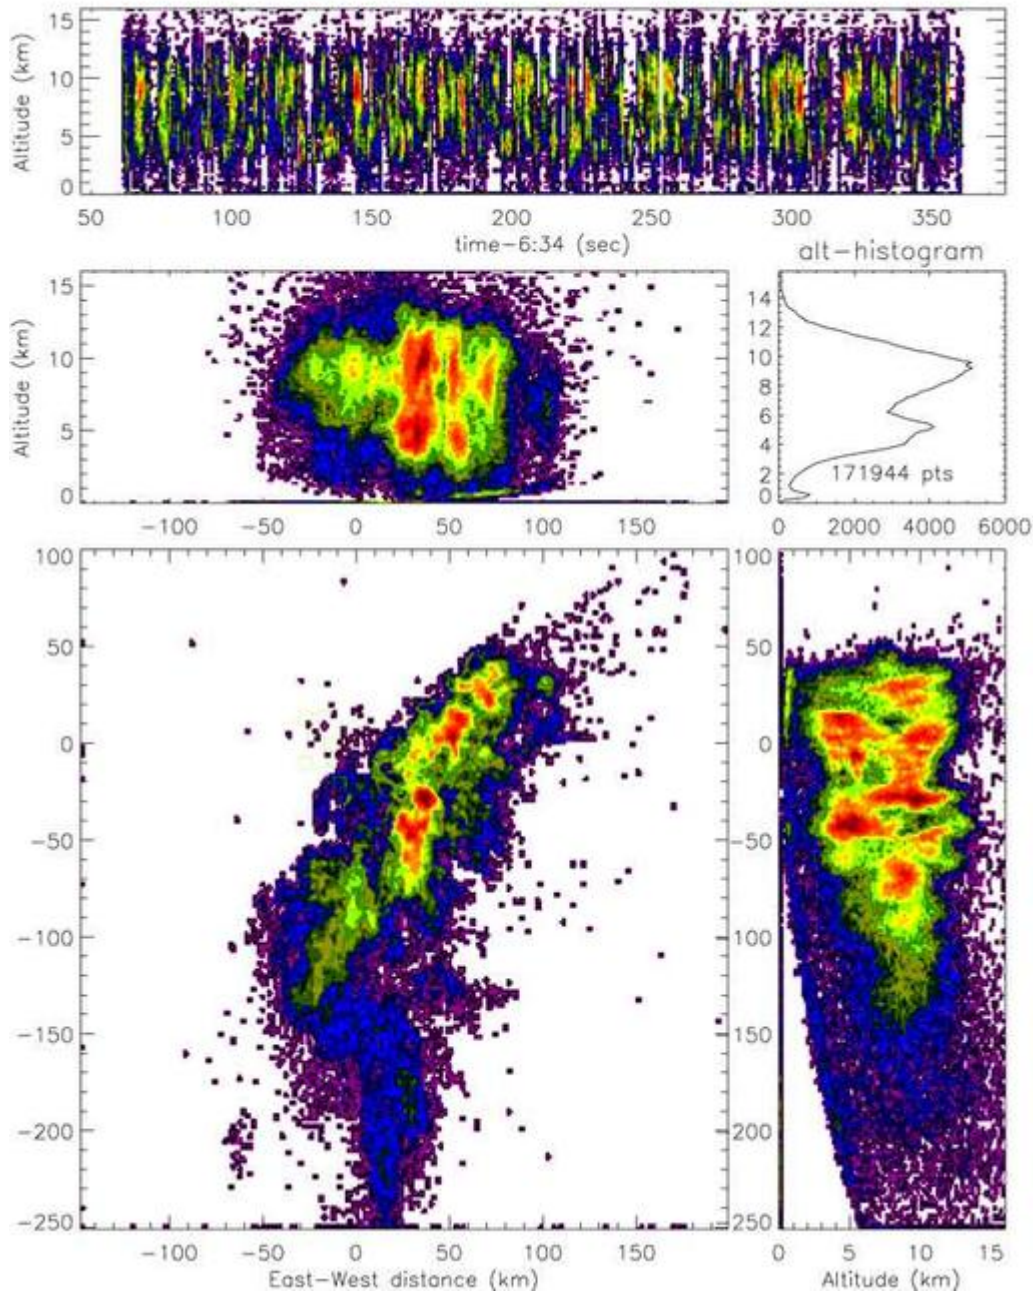 Altitude (km)
10
5
0
50 100 150 200 250 300 350
time-6:34 (sec)
alt-histogram
Altitude (km)
15
10
5
0
-100 -50 0 50 100 150
14
12
10
8
6
4
2
0
171944 pts
0 2000 4000 6000
100
50
0
-50
-100
-150
-200
-250
-100 -50 0 50 100 150
East-West distance (km)
100
50
0
-50
-100
-150
-200
-250
0 5 10 15
Altitude (km)